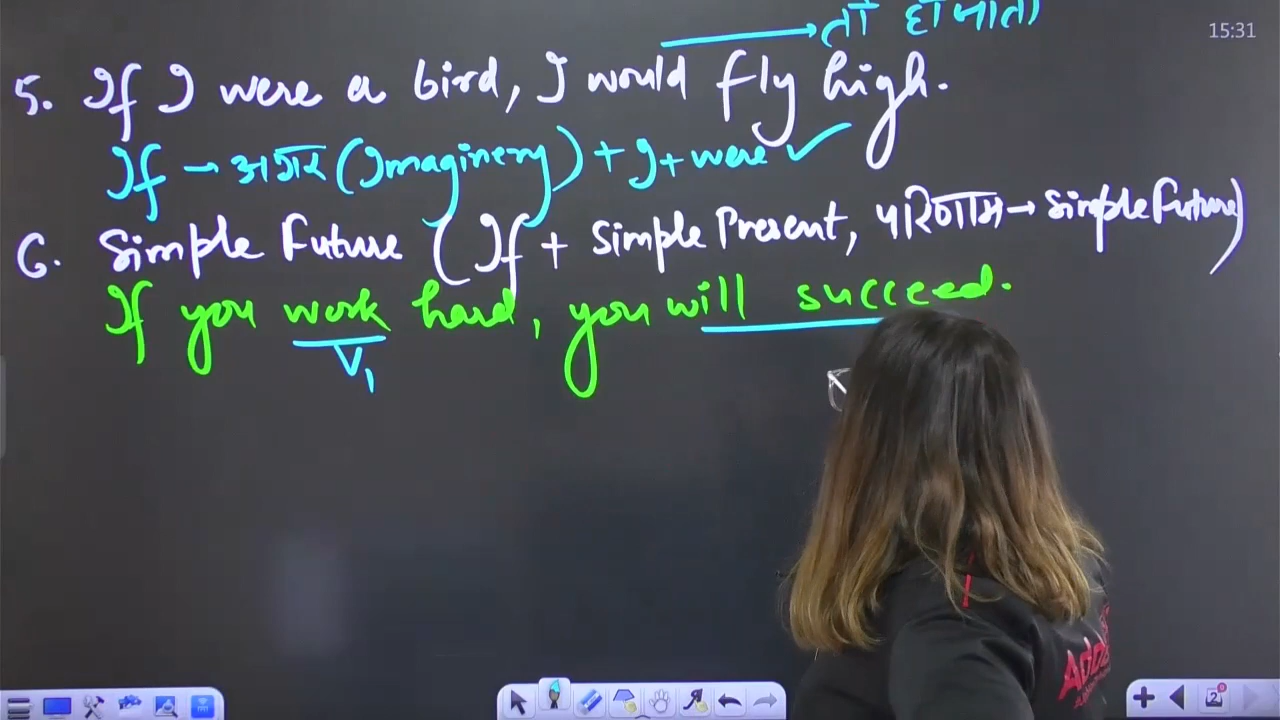 → तो हो जाता
15:31
5. If I were a bird, I would fly high.
If → अगर (Imaginery) + I + were ✓
6. Simple Future (If + Simple Present, परिणाम → Simple Future)
If you work hard, you will succeed.
V₁
2